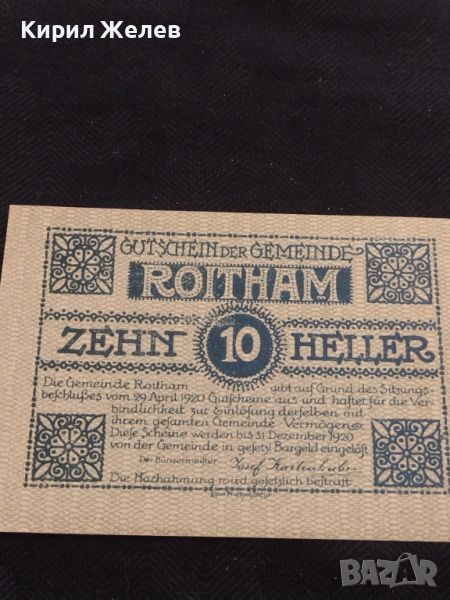 Кирил Желев
GUTSCHEIN DER GEMEINDE
ROITHAM
ZEHN 10 HELLER
Die Gemeinde Roitham gibt auf Grund des Sitzungs-
beschlußes vom 29 April 1920 Gutscheine aus und haftet für die Ver-
bindlichkeit zur Einlösung derselben mit
ihrem gesamten Gemeinde-Vermögen
Diese Scheine werden bis 31 Dezember 1920
von der Gemeinde in gesetzl Bargeld eingelöst
Der Bürgermeister: Josef
Die Nachahmung wird gesetzlich bestraft
BAZAR